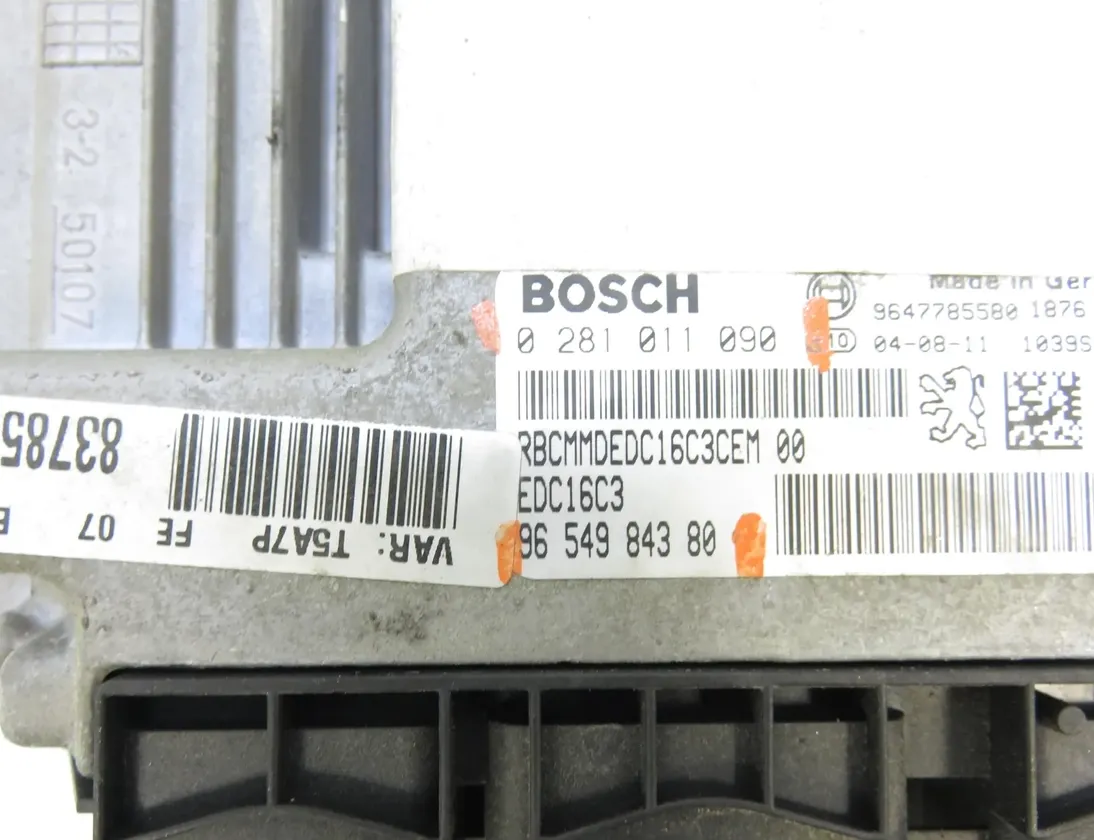 3-2 50107
BOSCH
Made in Ger
0 281 011 090
9647785580 1876
04-08-11 1039S
RBCMMDEDC16C3CEM 00
EDC16C3
96 549 843 80
83785
VAR: T5A7P FE 07